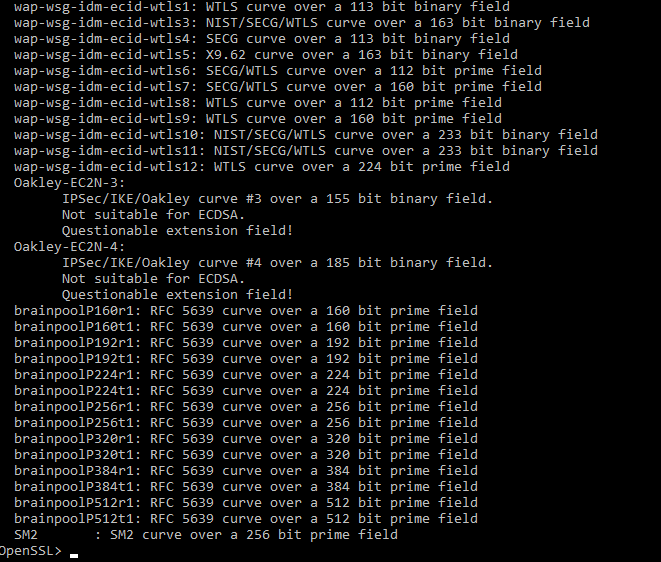 wap-wsg-idm-ecid-wtls1: WTLS curve over a 113 bit binary field
wap-wsg-idm-ecid-wtls3: NIST/SECG/WTLS curve over a 163 bit binary field
wap-wsg-idm-ecid-wtls4: SECG curve over a 113 bit binary field
wap-wsg-idm-ecid-wtls5: X9.62 curve over a 163 bit binary field
wap-wsg-idm-ecid-wtls6: SECG/WTLS curve over a 112 bit prime field
wap-wsg-idm-ecid-wtls7: SECG/WTLS curve over a 160 bit prime field
wap-wsg-idm-ecid-wtls8: WTLS curve over a 112 bit prime field
wap-wsg-idm-ecid-wtls9: WTLS curve over a 160 bit prime field
wap-wsg-idm-ecid-wtls10: NIST/SECG/WTLS curve over a 233 bit binary field
wap-wsg-idm-ecid-wtls11: NIST/SECG/WTLS curve over a 233 bit binary field
wap-wsg-idm-ecid-wtls12: WTLS curve over a 224 bit prime field
Oakley-EC2N-3:
IPSec/IKE/Oakley curve #3 over a 155 bit binary field.
Not suitable for ECDSA.
Questionable extension field!
Oakley-EC2N-4:
IPSec/IKE/Oakley curve #4 over a 185 bit binary field.
Not suitable for ECDSA.
Questionable extension field!
brainpoolP160r1: RFC 5639 curve over a 160 bit prime field
brainpoolP160t1: RFC 5639 curve over a 160 bit prime field
brainpoolP192r1: RFC 5639 curve over a 192 bit prime field
brainpoolP192t1: RFC 5639 curve over a 192 bit prime field
brainpoolP224r1: RFC 5639 curve over a 224 bit prime field
brainpoolP224t1: RFC 5639 curve over a 224 bit prime field
brainpoolP256r1: RFC 5639 curve over a 256 bit prime field
brainpoolP256t1: RFC 5639 curve over a 256 bit prime field
brainpoolP320r1: RFC 5639 curve over a 320 bit prime field
brainpoolP320t1: RFC 5639 curve over a 320 bit prime field
brainpoolP384r1: RFC 5639 curve over a 384 bit prime field
brainpoolP384t1: RFC 5639 curve over a 384 bit prime field
brainpoolP512r1: RFC 5639 curve over a 512 bit prime field
brainpoolP512t1: RFC 5639 curve over a 512 bit prime field
SM2       : SM2 curve over a 256 bit prime field
OpenSSL>